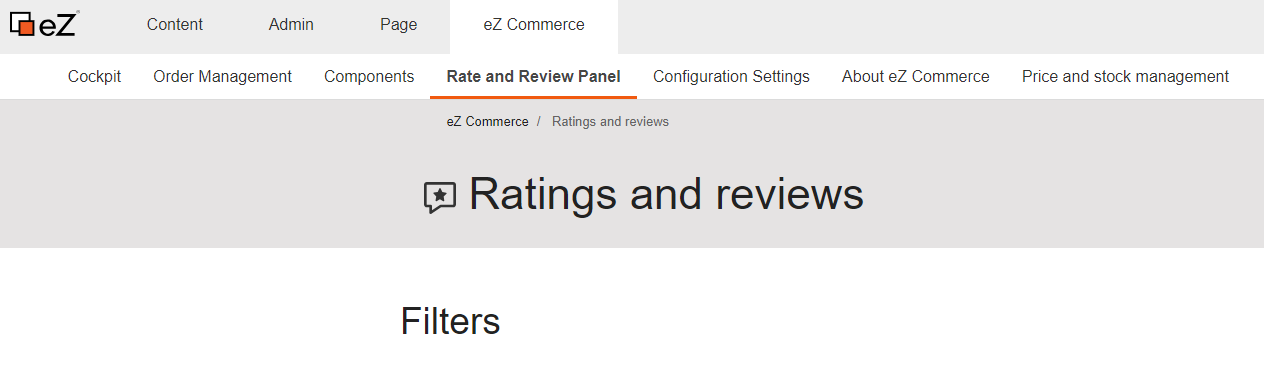 eZ® Content Admin Page eZ Commerce
Cockpit Order Management Components Rate and Review Panel Configuration Settings About eZ Commerce Price and stock management
eZ Commerce / Ratings and reviews
Ratings and reviews
Filters